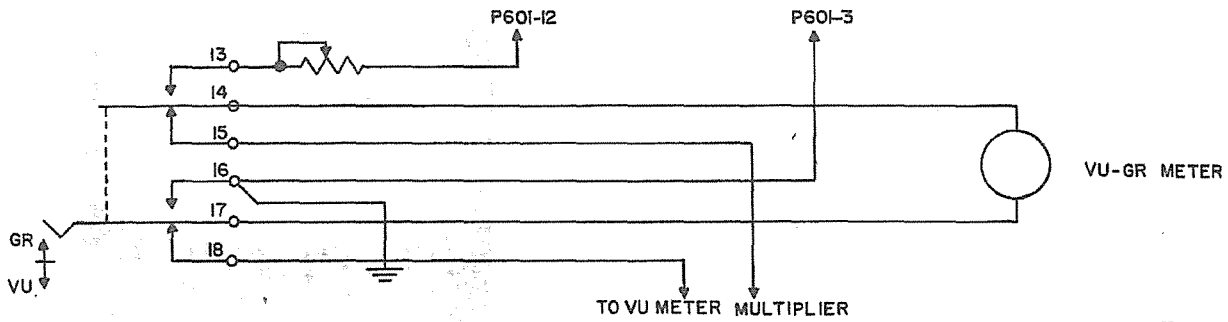 P601-12
P601-3
13
14
15
16
17
18
VU-GR METER
GR
VU
TO VU METER MULTIPLIER